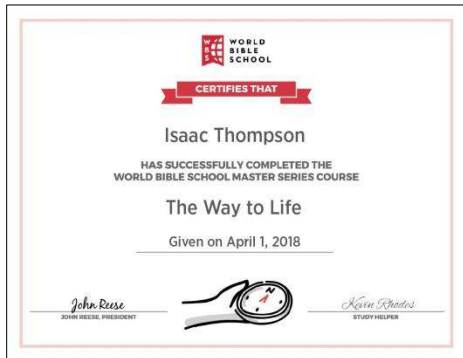 W B S
WORLD
BIBLE
SCHOOL
CERTIFIES THAT
Isaac Thompson
HAS SUCCESSFULLY COMPLETED THE
WORLD BIBLE SCHOOL MASTER SERIES COURSE
The Way to Life
Given on April 1, 2018
N
John Reese
JOHN REESE, PRESIDENT
Kevin Rhodes
STUDY HELPER